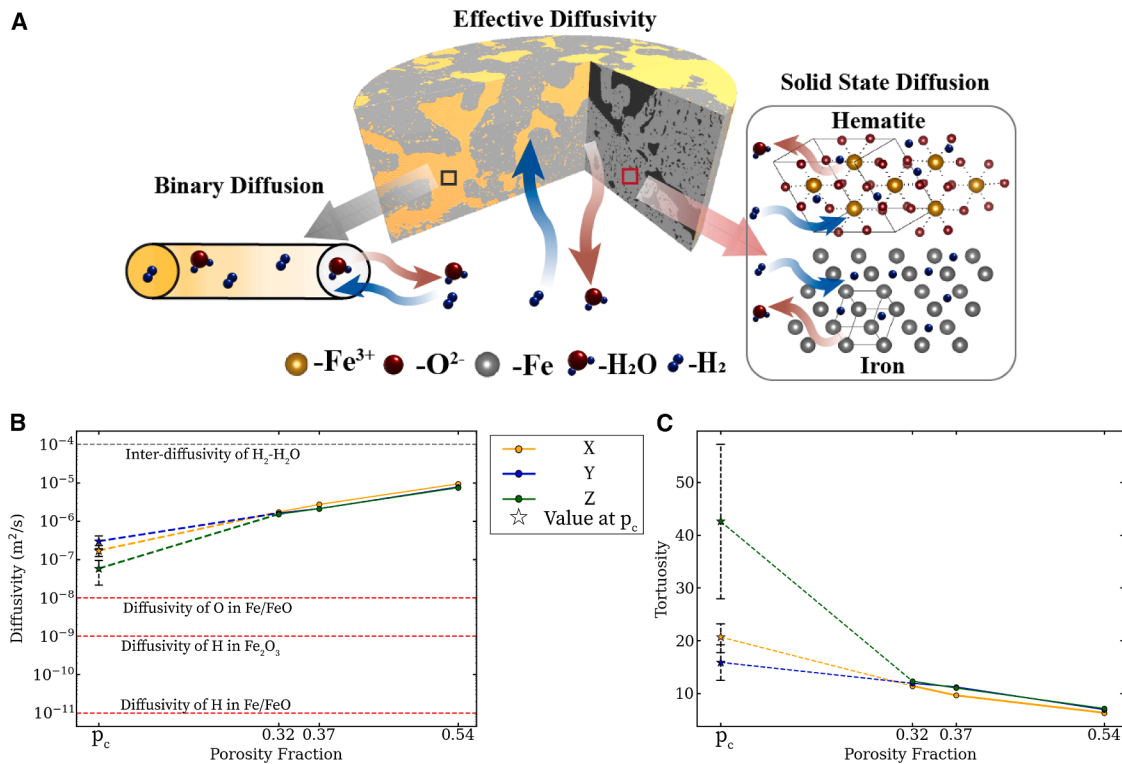 A
Effective Diffusivity
Solid State Diffusion
Hematite
Binary Diffusion
Iron
-Fe³⁺ -O²⁻ -Fe -H₂O -H₂
B
10⁻⁴
Inter-diffusivity of H₂-H₂O
10⁻⁵
10⁻⁶
10⁻⁷
10⁻⁸
Diffusivity of O in Fe/FeO
10⁻⁹
Diffusivity of H in Fe₂O₃
10⁻¹⁰
Diffusivity of H in Fe/FeO
10⁻¹¹
Diffusivity (m²/s)
p_c 0.32 0.37 0.54
Porosity Fraction
X
Y
Z
☆ Value at p_c
C
50
40
30
20
10
Tortuosity
p_c 0.32 0.37 0.54
Porosity Fraction